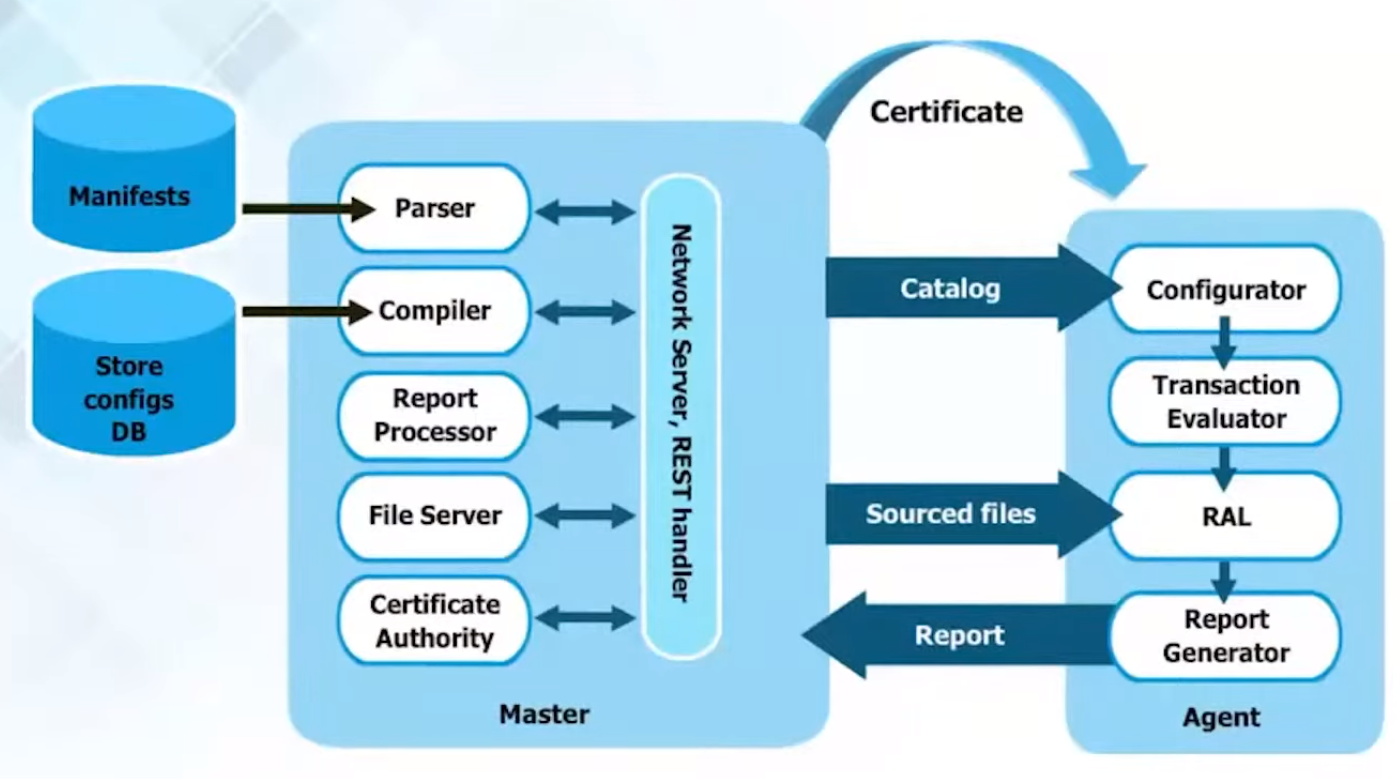 Certificate
Manifests
Parser
Catalog
Configurator
Compiler
Store
configs
DB
Transaction
Evaluator
Report
Processor
Network Server, REST handler
File Server
Sourced files
RAL
Certificate
Authority
Report
Report
Generator
Master
Agent